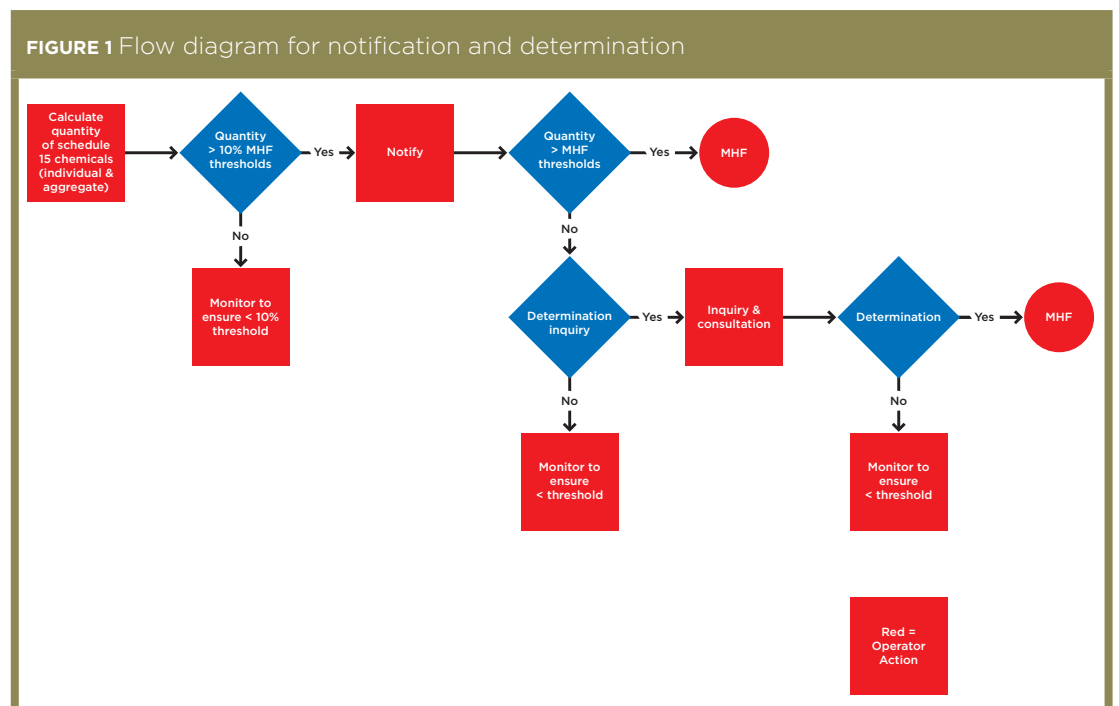 FIGURE 1 Flow diagram for notification and determination
Calculate
quantity
of schedule
15 chemicals
(individual &
aggregate)
Quantity
> 10% MHF
thresholds
Yes
Notify
Quantity
> MHF
thresholds
Yes
MHF
No
No
Monitor to
ensure < 10%
threshold
Determination
inquiry
Yes
Inquiry &
consultation
Determination
Yes
MHF
No
No
Monitor to
ensure
< threshold
Monitor to
ensure
< threshold
Red =
Operator
Action